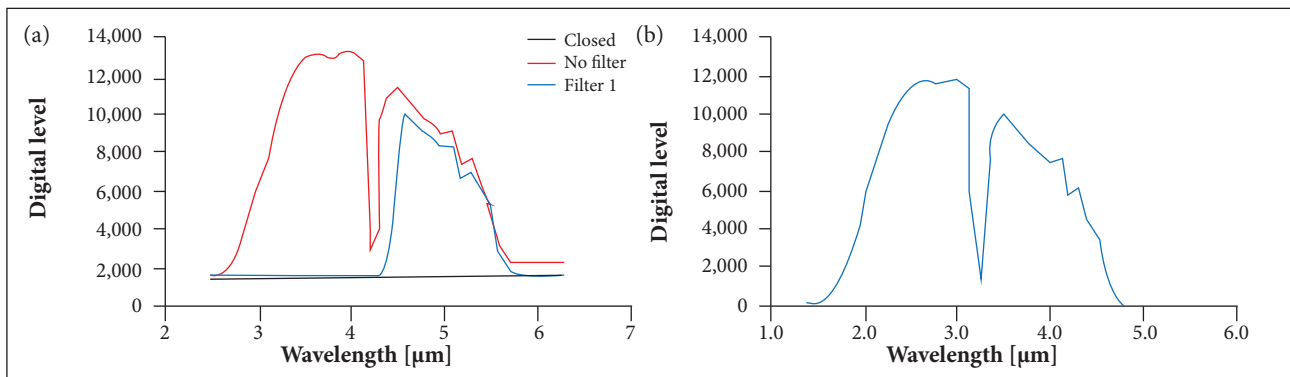 (a)
Digital level
14,000
12,000
10,000
8,000
6,000
4,000
2,000
0
2 3 4 5 6 7
Wavelength [µm]
Closed
No filter
Filter 1
(b)
Digital level
14,000
12,000
10,000
8,000
6,000
4,000
2,000
0
1.0 2.0 3.0 4.0 5.0 6.0
Wavelength [µm]